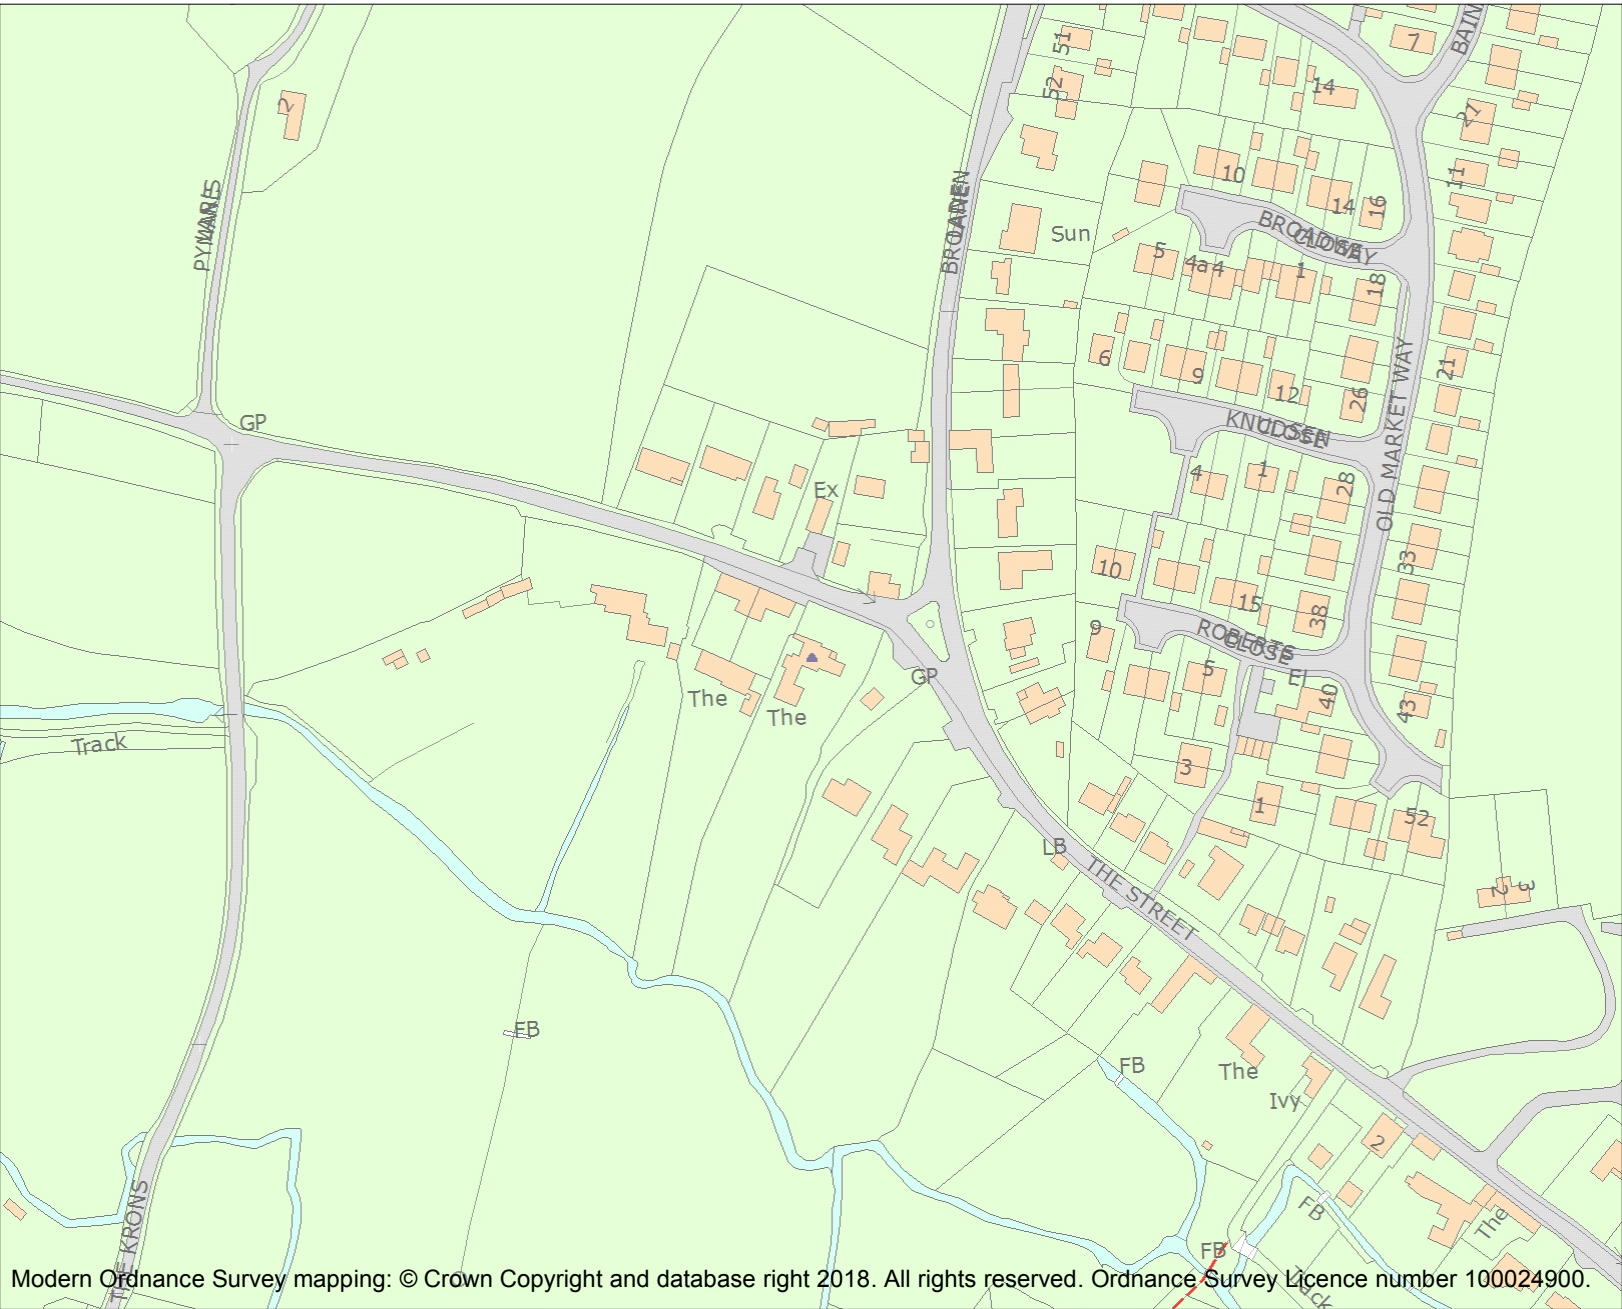 BAIN
51
7
52
14
21
10
11
PYMARS
LANE
BROADEN
LANE
14
16
BROADWAY
CLOSE
Sun
5
4a
4
1
18
6
9
12
26
21
OLD MARKET WAY
KNUDSEN
CLOSE
GP
4
1
28
Ex
33
10
15
38
9
ROBERTS
CLOSE
5
El
40
43
GP
The
The
Track
3
1
52
LB
THE STREET
2
3
FB
FB
The
Ivy
2
THE KRONS
FB
The
FB
Track
2
Modern Ordnance Survey mapping: © Crown Copyright and database right 2018. All rights reserved. Ordnance Survey Licence number 100024900.